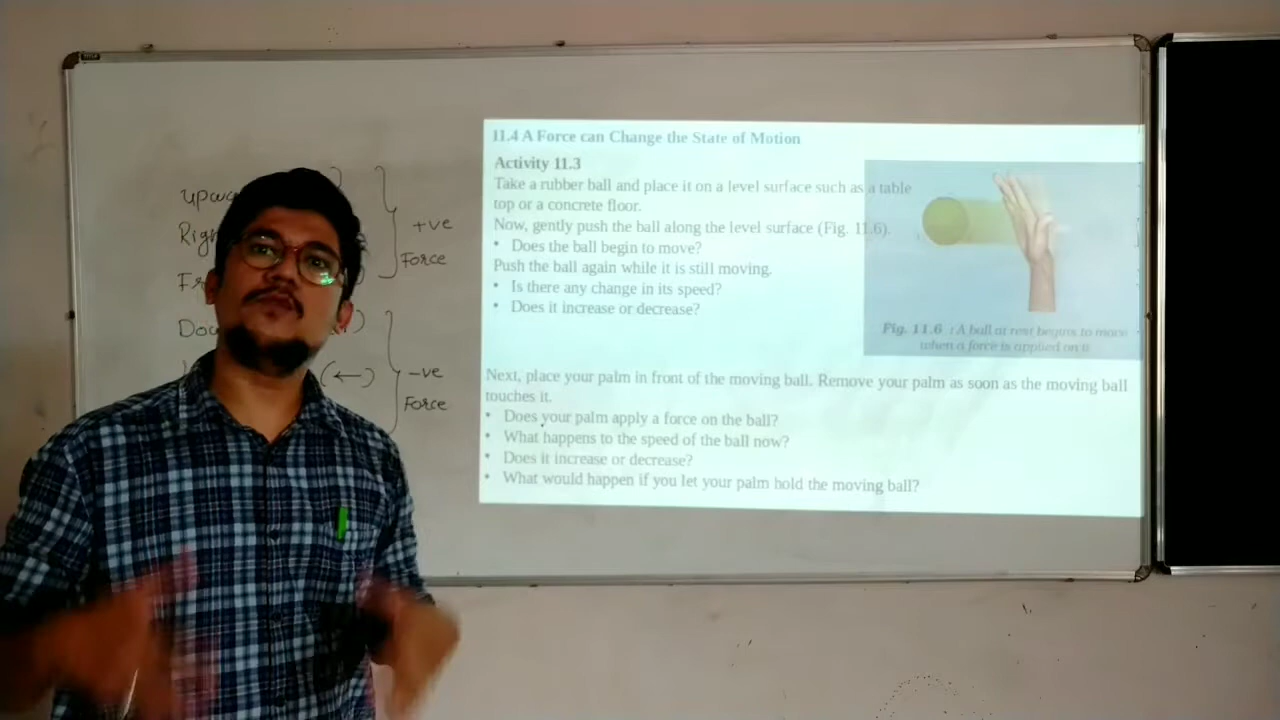 11.4 A Force can Change the State of Motion
Activity 11.3
Take a rubber ball and place it on a level surface such as a table
top or a concrete floor.
Now, gently push the ball along the level surface (Fig. 11.6).
• Does the ball begin to move?
Push the ball again while it is still moving.
• Is there any change in its speed?
• Does it increase or decrease?
Fig. 11.6 : A ball at rest begins to move
when a force is applied on it
Next, place your palm in front of the moving ball. Remove your palm as soon as the moving ball
touches it.
• Does your palm apply a force on the ball?
• What happens to the speed of the ball now?
• Does it increase or decrease?
• What would happen if you let your palm hold the moving ball?
+ve
Force
(←)
-ve
Force